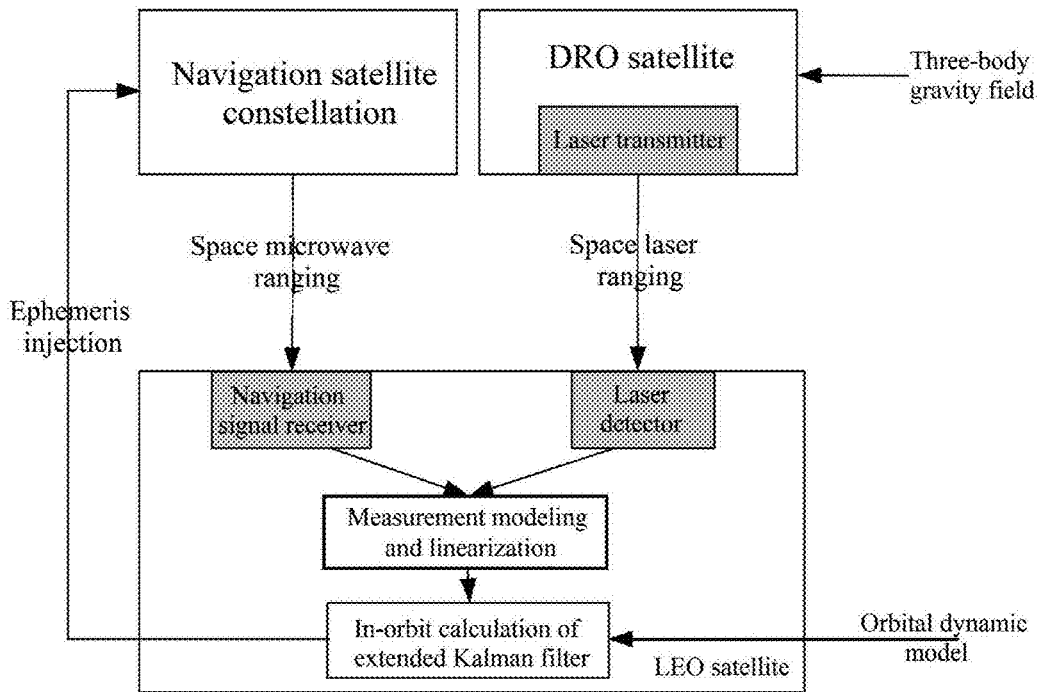 Navigation satellite
constellation
DRO satellite
Laser transmitter
Three-body
gravity field
Space microwave
ranging
Space laser
ranging
Ephemeris
injection
Navigation
signal receiver
Laser
detector
Measurement modeling
and linearization
In-orbit calculation of
extended Kalman filter
Orbital dynamic
model
LEO satellite